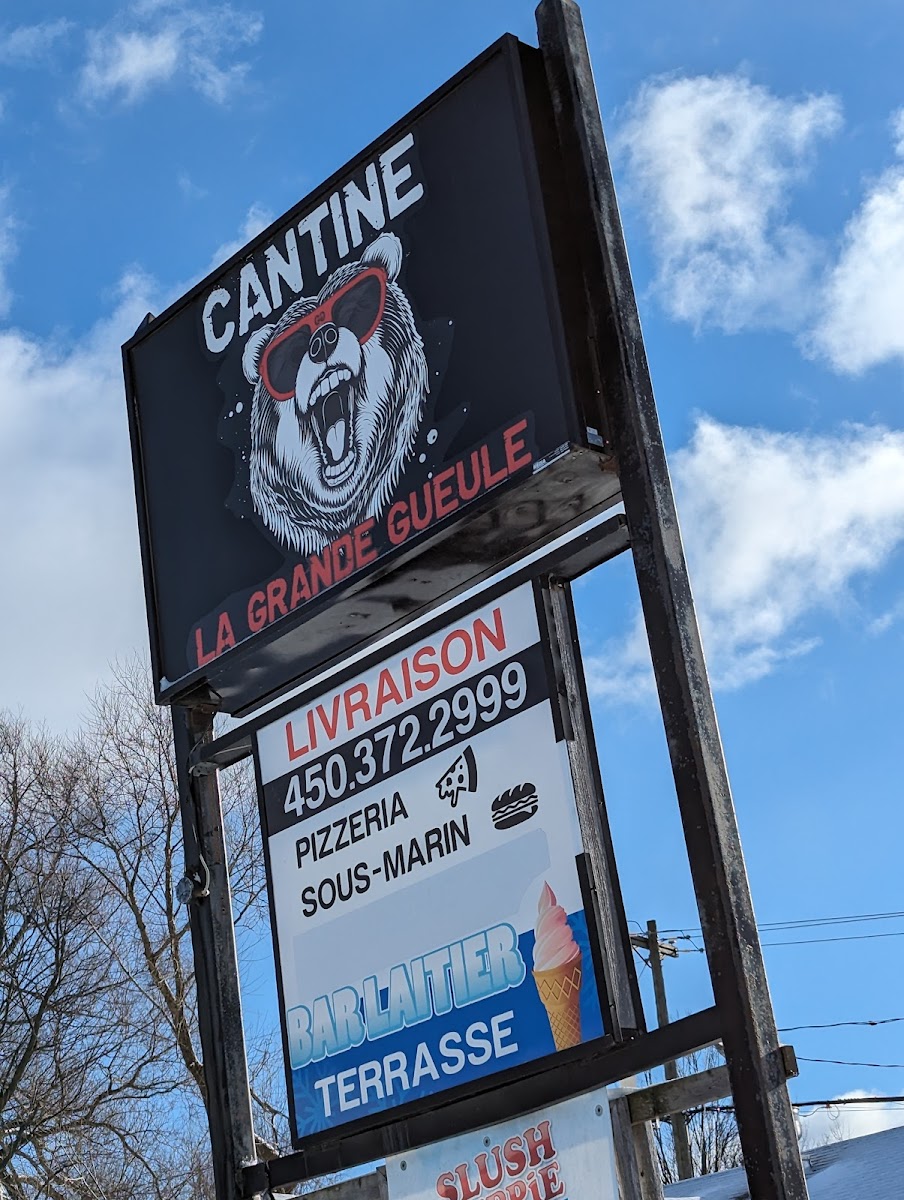 CANTINE
LA GRANDE GUEULE
LIVRAISON
450.372.2999
PIZZERIA
SOUS-MARIN
BAR LAITIER
TERRASSE
SLUSH